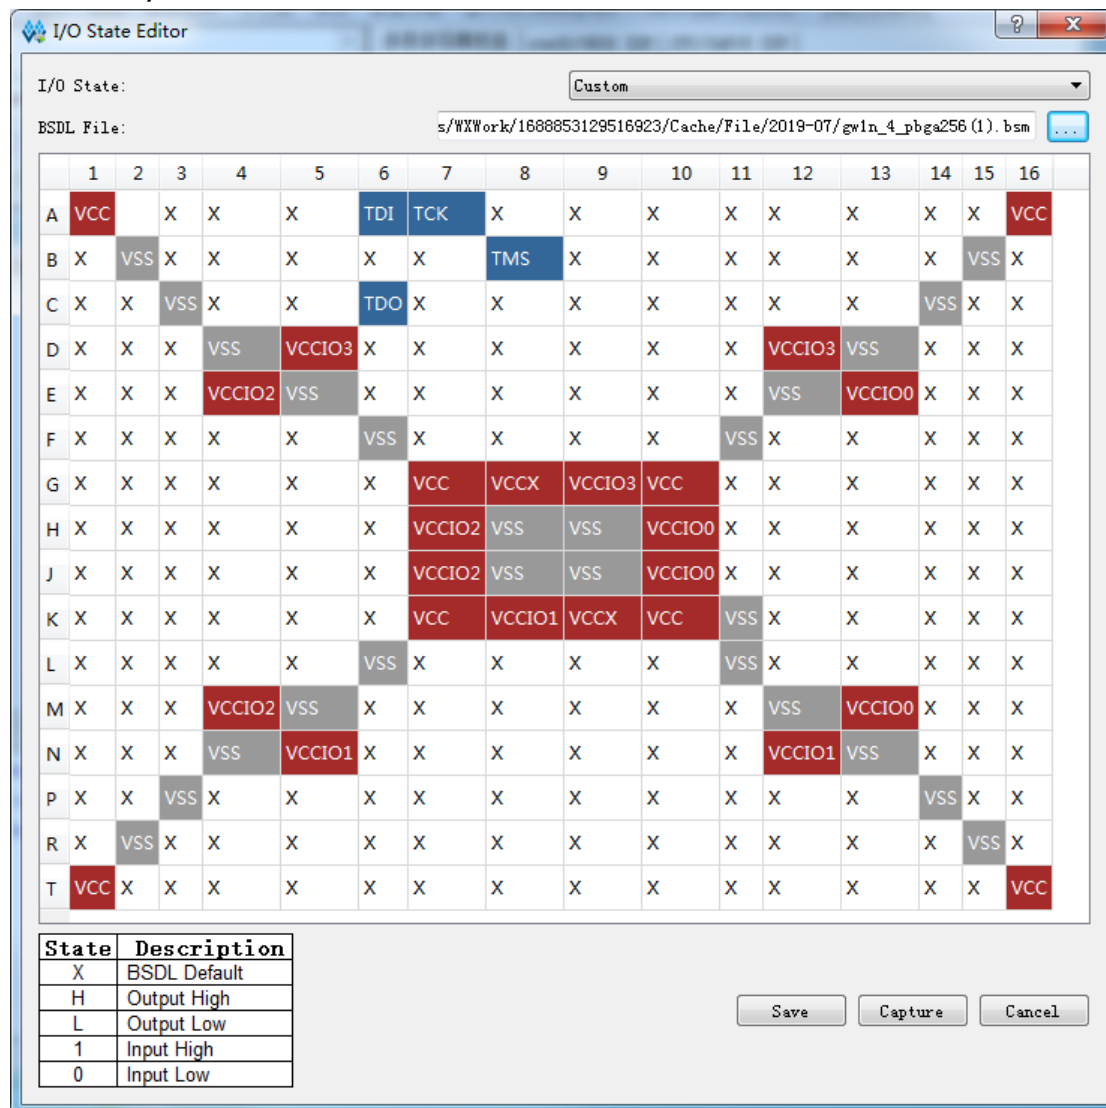 I/O State Editor
I/O State: Custom
BSDL File: s/WXWork/1688853129516923/Cache/File/2019-07/gw1n_4_pbga256(1).bsm ...
1 2 3 4 5 6 7 8 9 10 11 12 13 14 15 16
A VCC X X X TDI TCK X X X X X X X X VCC
B X VSS X X X X X TMS X X X X X X VSS X
C X X VSS X X TDO X X X X X X X VSS X X
D X X X VSS VCCIO3 X X X X X X VCCIO3 VSS X X X
E X X X VCCIO2 VSS X X X X X X VSS VCCIO0 X X X
F X X X X X VSS X X X X VSS X X X X X
G X X X X X X VCC VCCX VCCIO3 VCC X X X X X X
H X X X X X X VCCIO2 VSS VSS VCCIO0 X X X X X X
J X X X X X X VCCIO2 VSS VSS VCCIO0 X X X X X X
K X X X X X X VCC VCCIO1 VCCX VCC VSS X X X X X
L X X X X X VSS X X X X VSS X X X X X
M X X X VCCIO2 VSS X X X X X X VSS VCCIO0 X X X
N X X X VSS VCCIO1 X X X X X X VCCIO1 VSS X X X
P X X VSS X X X X X X X X X X VSS X X
R X VSS X X X X X X X X X X X X VSS X
T VCC X X X X X X X X X X X X X X VCC
State Description
X BSDL Default
H Output High
L Output Low
1 Input High
0 Input Low
Save Capture Cancel